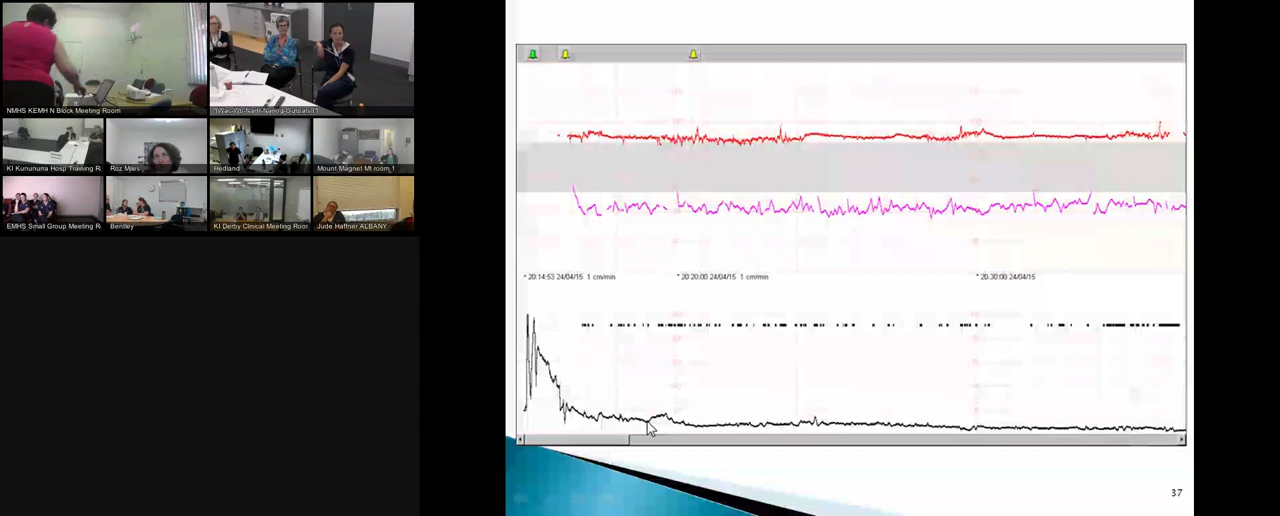 NMHS KEMH N Block Meeting Room
KI Kununurra Hosp Training R
Roz Miles
Hedland
Mount Magnet Mt room 1
EMHS Small Group Meeting R
Bentley
KI Derby Clinical Meeting Roor
Jude Haffner ALBANY
20:14:53 24/04/15 1 cm/min
20:20:00 24/04/15 1 cm/min
20:30:00 24/04/15
37